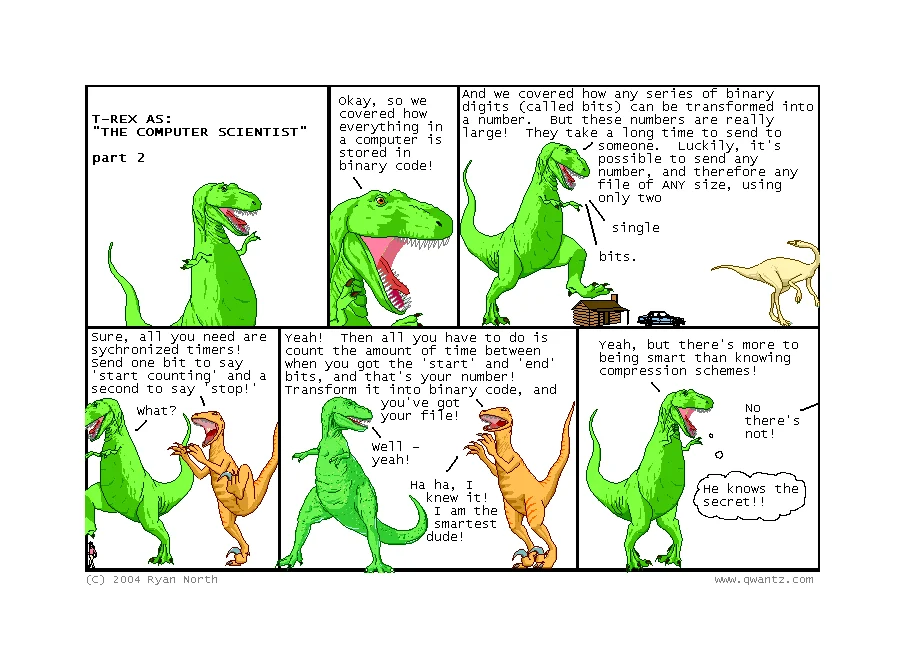 T-REX AS:
"THE COMPUTER SCIENTIST"
part 2
Okay, so we
covered how
everything in
a computer is
stored in
binary code!
And we covered how any series of binary
digits (called bits) can be transformed into
a number. But these numbers are really
large! They take a long time to send to
someone. Luckily, it's
possible to send any
number, and therefore any
file of ANY size, using
only two
single
bits.
Sure, all you need are
sychronized timers!
Send one bit to say
'start counting' and a
second to say 'stop!'
What?
Yeah! Then all you have to do is
count the amount of time between
when you got the 'start' and 'end'
bits, and that's your number!
Transform it into binary code, and
you've got
your file!
Well –
yeah!
Ha ha, I
knew it!
I am the
smartest
dude!
Yeah, but there's more to
being smart than knowing
compression schemes!
No
there's
not!
He knows the
secret!!
(C) 2004 Ryan North
www.qwantz.com